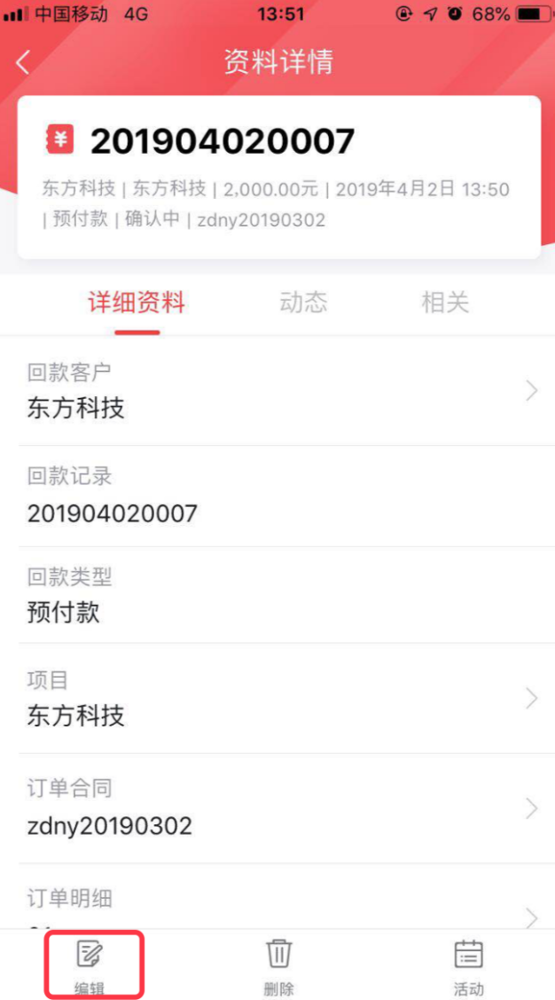 中国移动 4G 13:51 68%
资料详情
201904020007
东方科技 | 东方科技 | 2,000.00元 | 2019年4月2日 13:50
| 预付款 | 确认中 | zdny20190302
详细资料 动态 相关
回款客户
东方科技
回款记录
201904020007
回款类型
预付款
项目
东方科技
订单合同
zdny20190302
订单明细
编辑 删除 活动